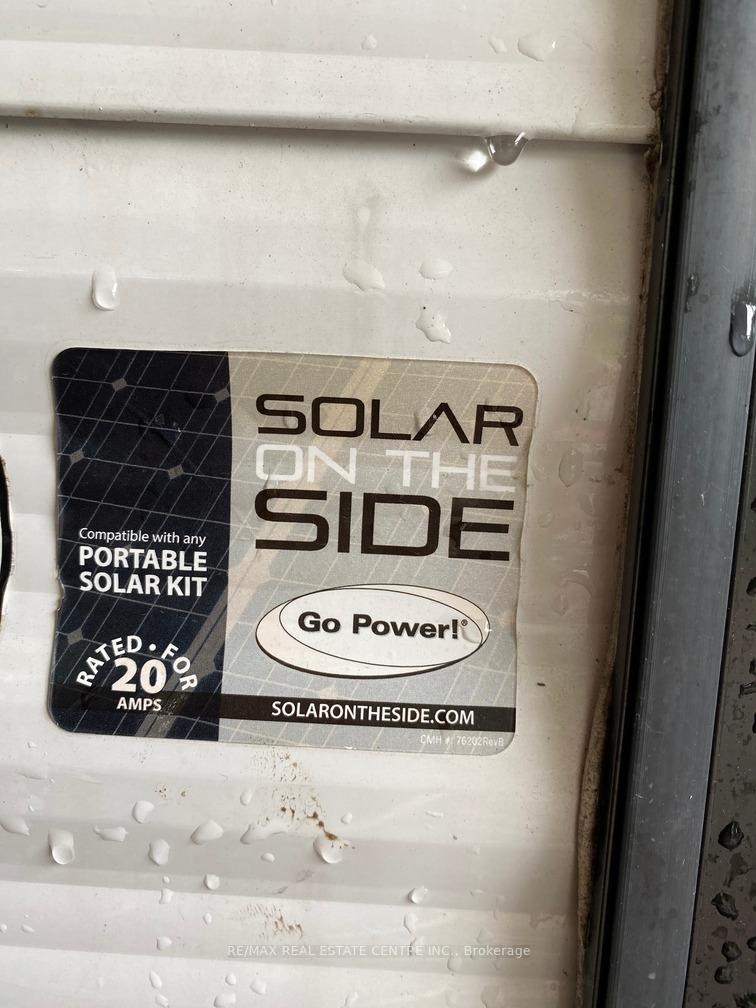 SOLAR
ON THE
SIDE
Compatible with any
PORTABLE
SOLAR KIT
Go Power!®
RATED • FOR
20
AMPS
SOLARONTHESIDE.COM
CMH #: 76202RevB
RE/MAX REAL ESTATE CENTRE INC., Brokerage